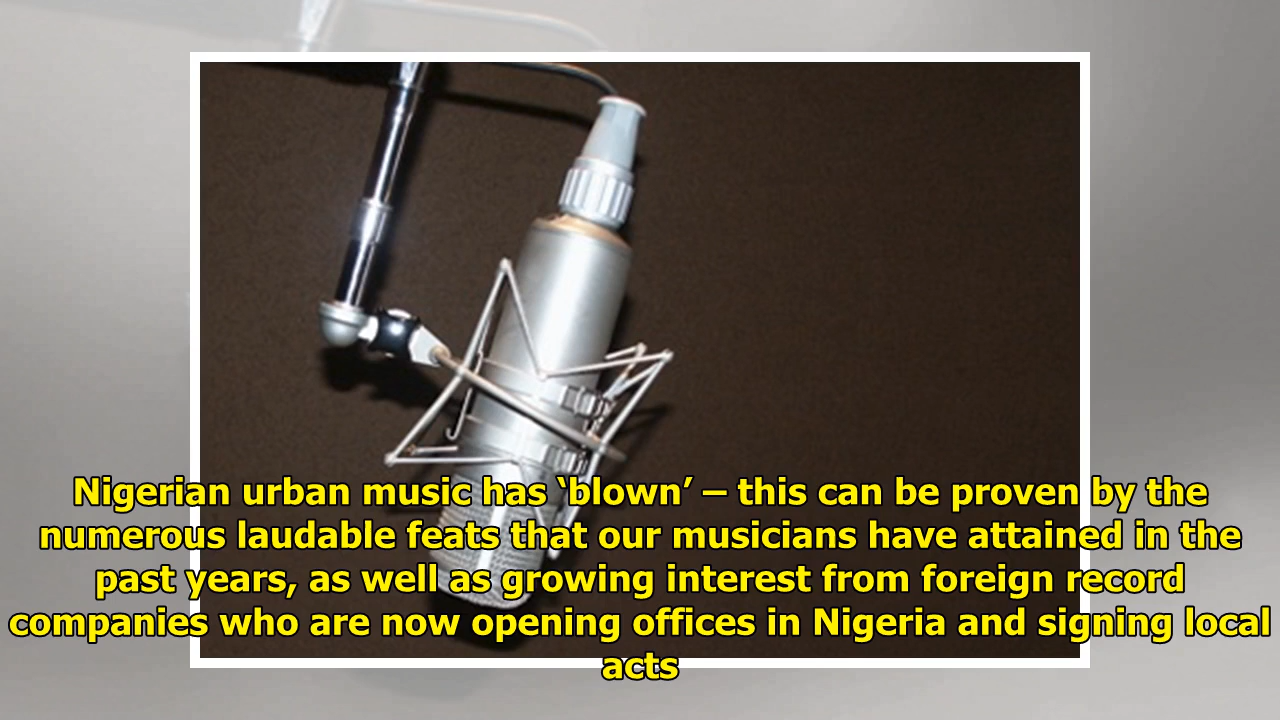 Nigerian urban music has ‘blown’ – this can be proven by the
numerous laudable feats that our musicians have attained in the
past years, as well as growing interest from foreign record
companies who are now opening offices in Nigeria and signing local
acts